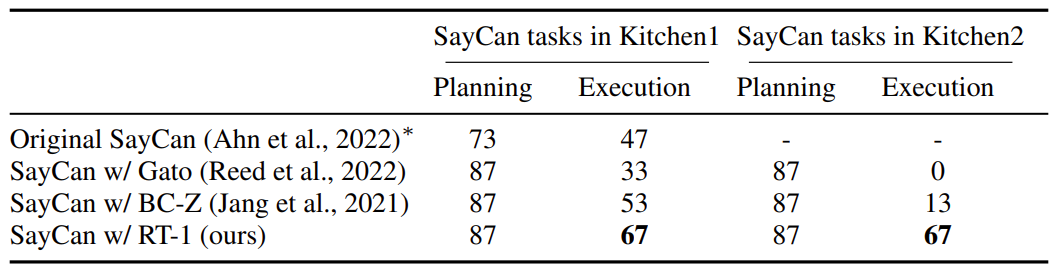 SayCan tasks in Kitchen1 SayCan tasks in Kitchen2
Planning Execution Planning Execution
Original SayCan (Ahn et al., 2022)* 73 47 - -
SayCan w/ Gato (Reed et al., 2022) 87 33 87 0
SayCan w/ BC-Z (Jang et al., 2021) 87 53 87 13
SayCan w/ RT-1 (ours) 87 67 87 67